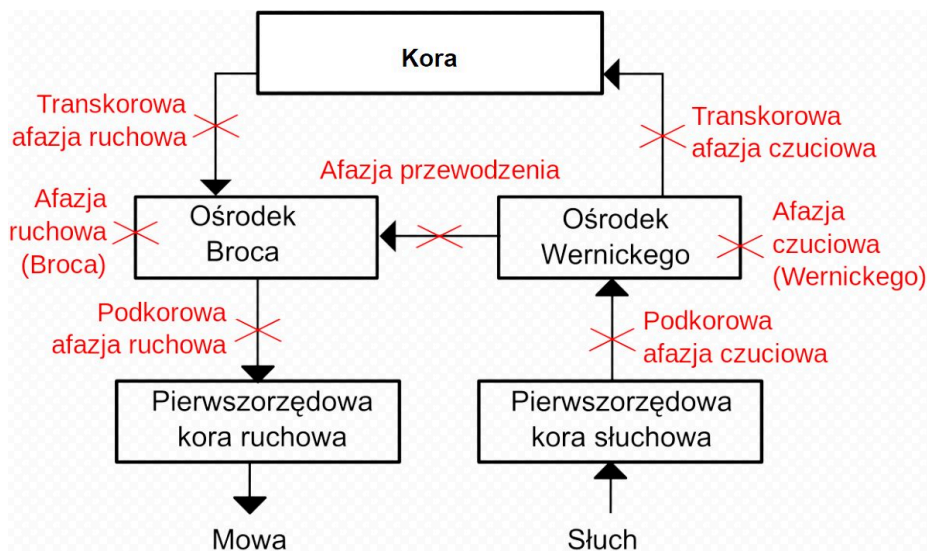 Kora
Transkorowa
afazja ruchowa
Transkorowa
afazja czuciowa
Afazja przewodzenia
Afazja
ruchowa
(Broca)
Ośrodek
Broca
Ośrodek
Wernickego
Afazja
czuciowa
(Wernickego)
Podkorowa
afazja ruchowa
Podkorowa
afazja czuciowa
Pierwszorzędowa
kora ruchowa
Pierwszorzędowa
kora słuchowa
Mowa
Słuch